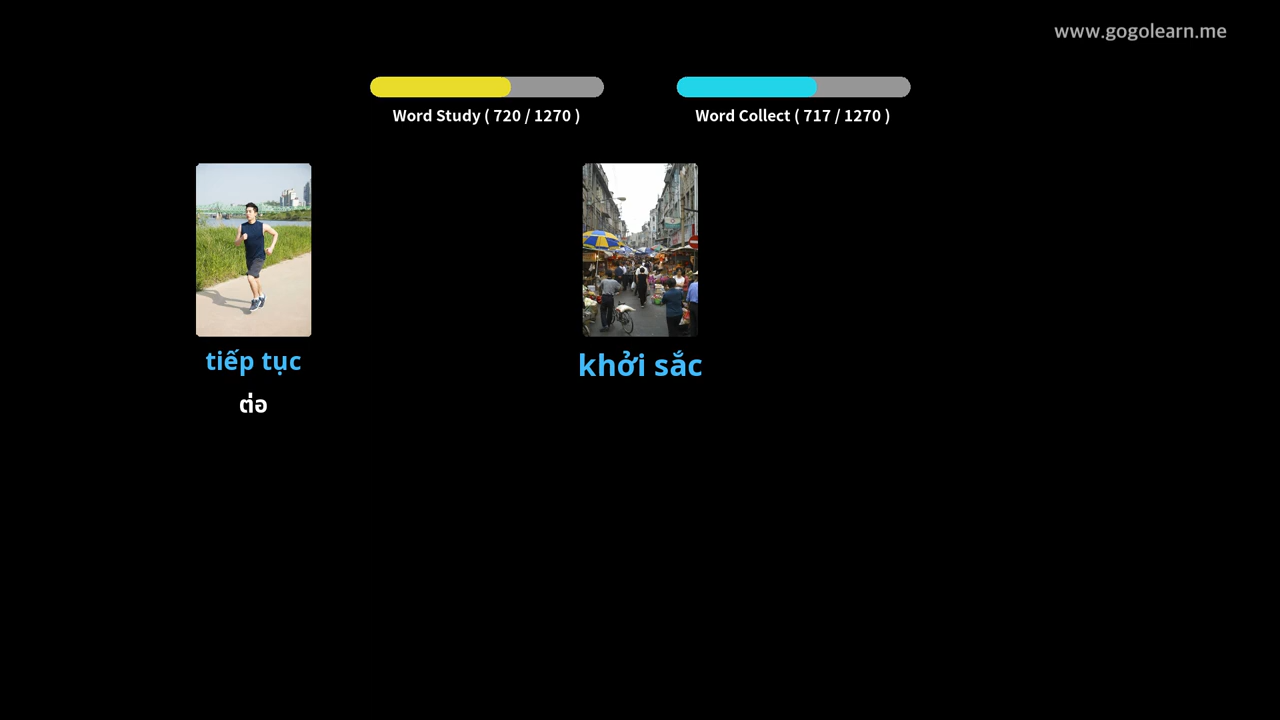 www.gogolearn.me
Word Study ( 720 / 1270 )
Word Collect ( 717 / 1270 )
tiếp tục
ต่อ
khởi sắc